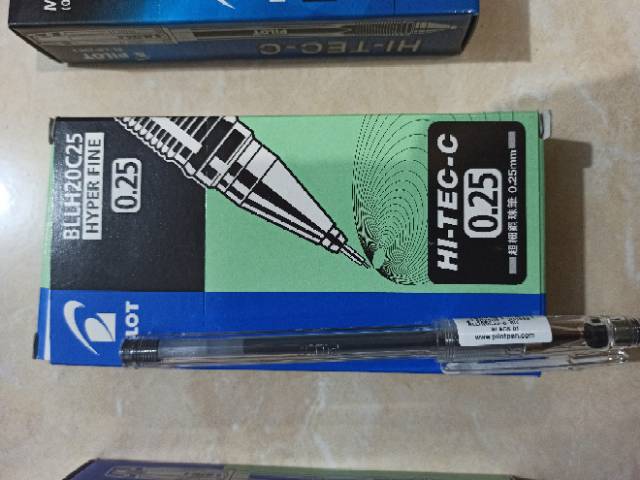 HI-TEC-C
PILOT
BLLH20C25
HYPER FINE
0.25
HI-TEC-C
0.25
超細鋼珠筆 0.25mm
PILOT
www.pilotpen.com